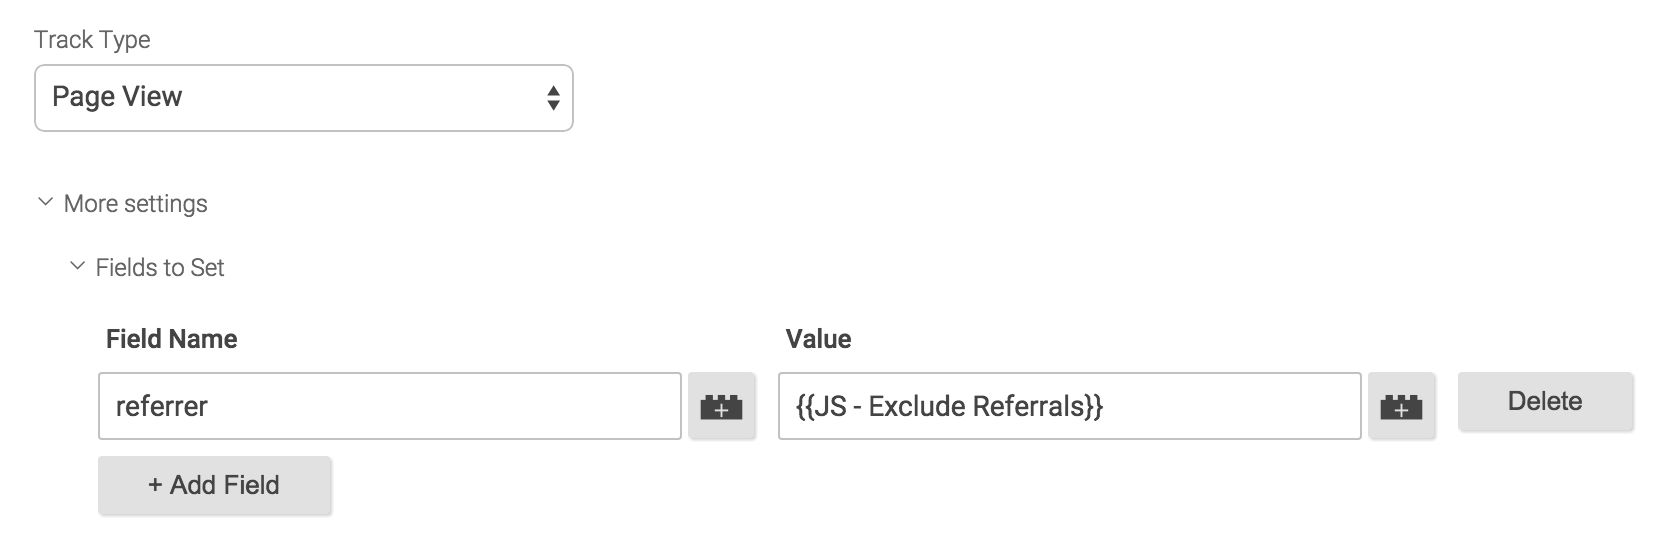 Track Type
Page View
More settings
Fields to Set
Field Name Value
referrer {{JS - Exclude Referrals}} Delete
+ Add Field